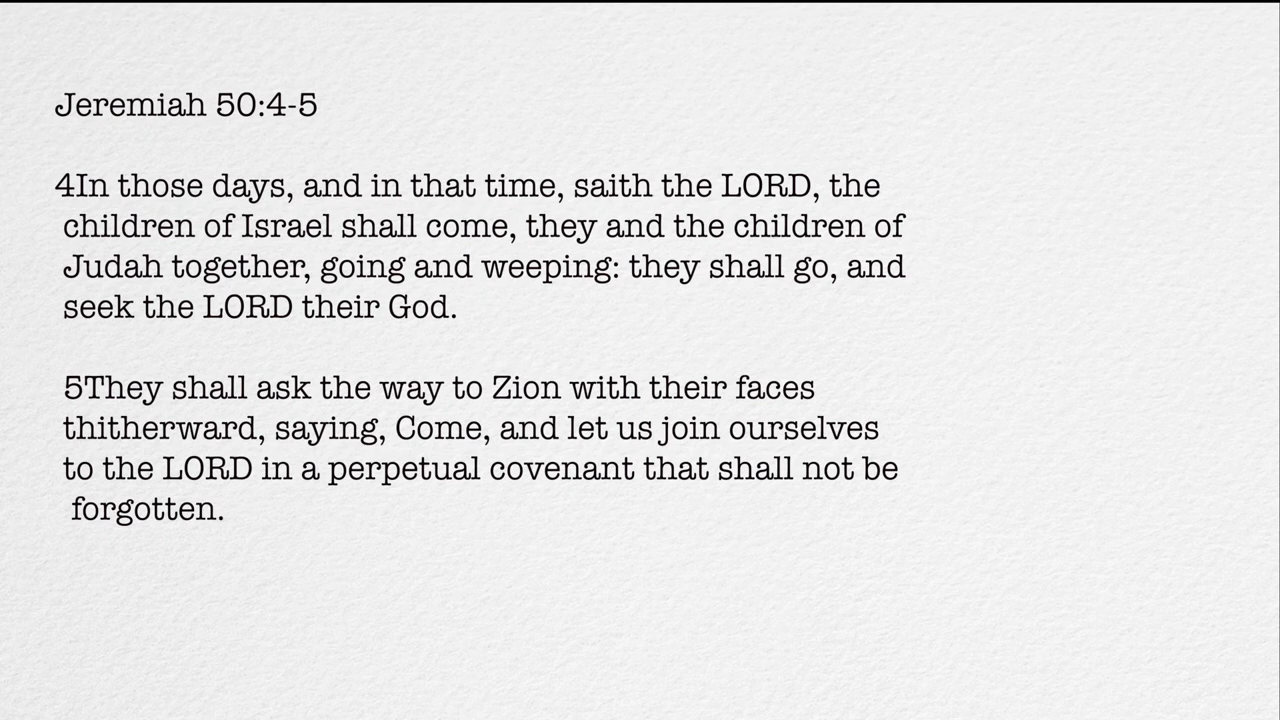 Jeremiah 50:4-5
4In those days, and in that time, saith the LORD, the
children of Israel shall come, they and the children of
Judah together, going and weeping: they shall go, and
seek the LORD their God.
5They shall ask the way to Zion with their faces
thitherward, saying, Come, and let us join ourselves
to the LORD in a perpetual covenant that shall not be
forgotten.